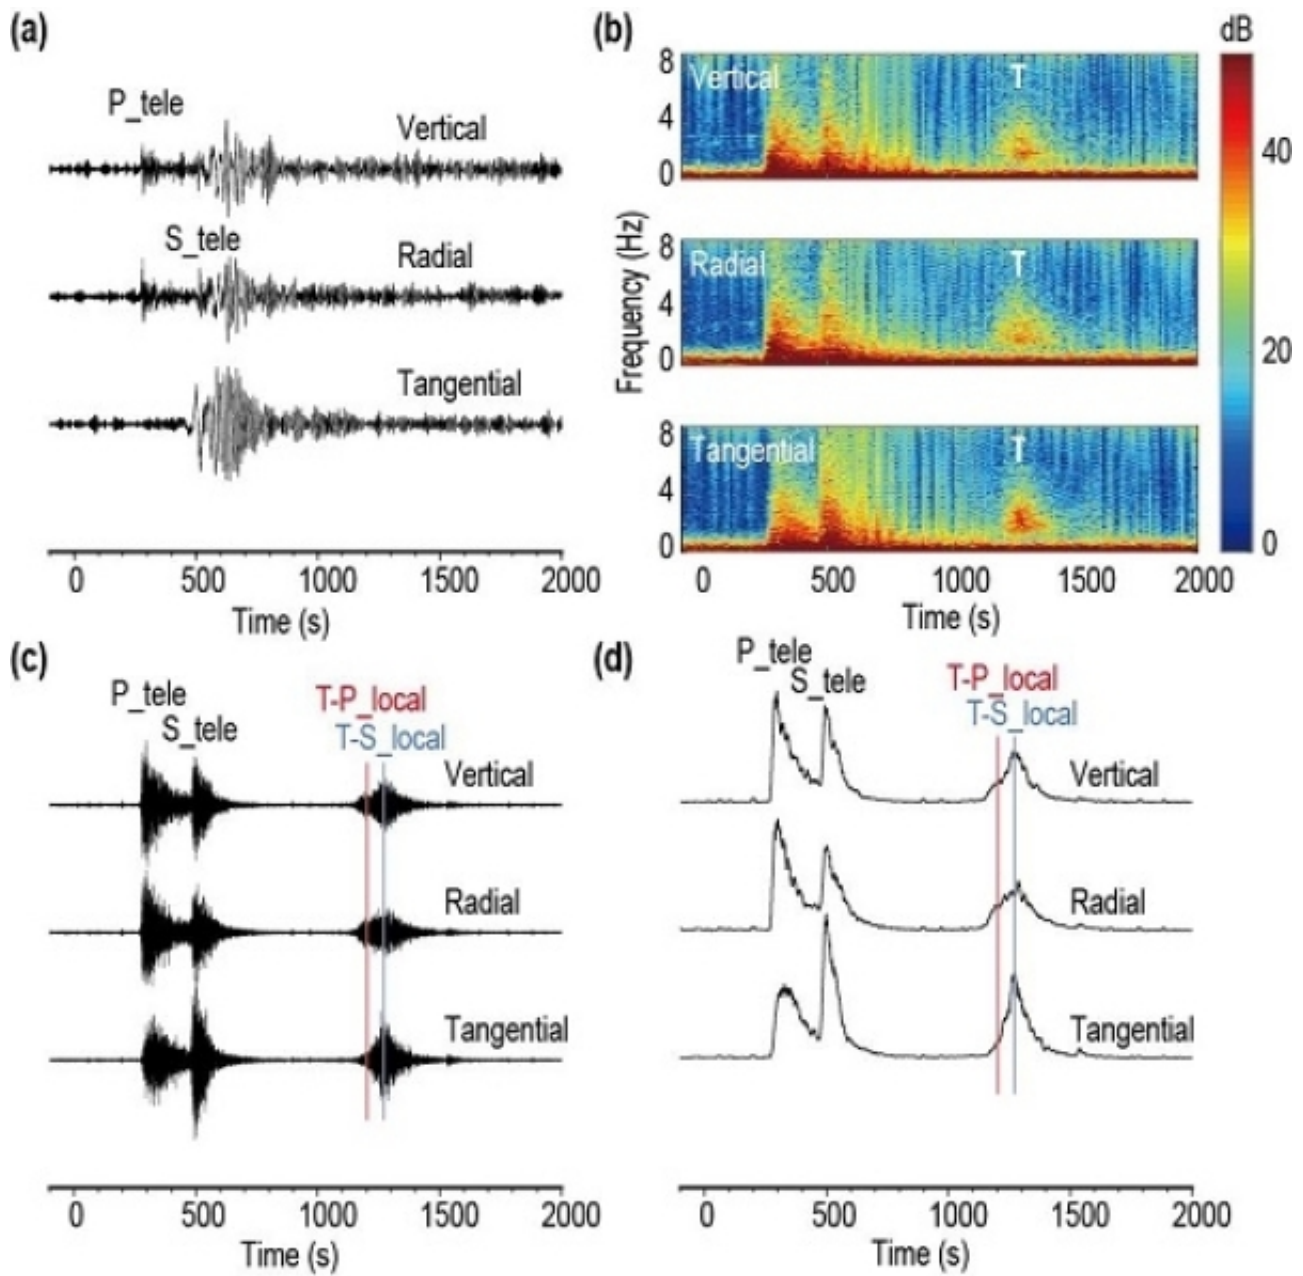 (a)
P_tele
Vertical
S_tele
Radial
Tangential
0 500 1000 1500 2000
Time (s)
(b)
dB
8 Vertical T
4
0
8 Radial T
4
0
8 Tangential T
4
0
Frequency (Hz)
40
20
0
0 500 1000 1500 2000
Time (s)
(c)
P_tele
S_tele
T-P_local
T-S_local
Vertical
Radial
Tangential
0 500 1000 1500 2000
Time (s)
(d)
P_tele
S_tele
T-P_local
T-S_local
Vertical
Radial
Tangential
0 500 1000 1500 2000
Time (s)